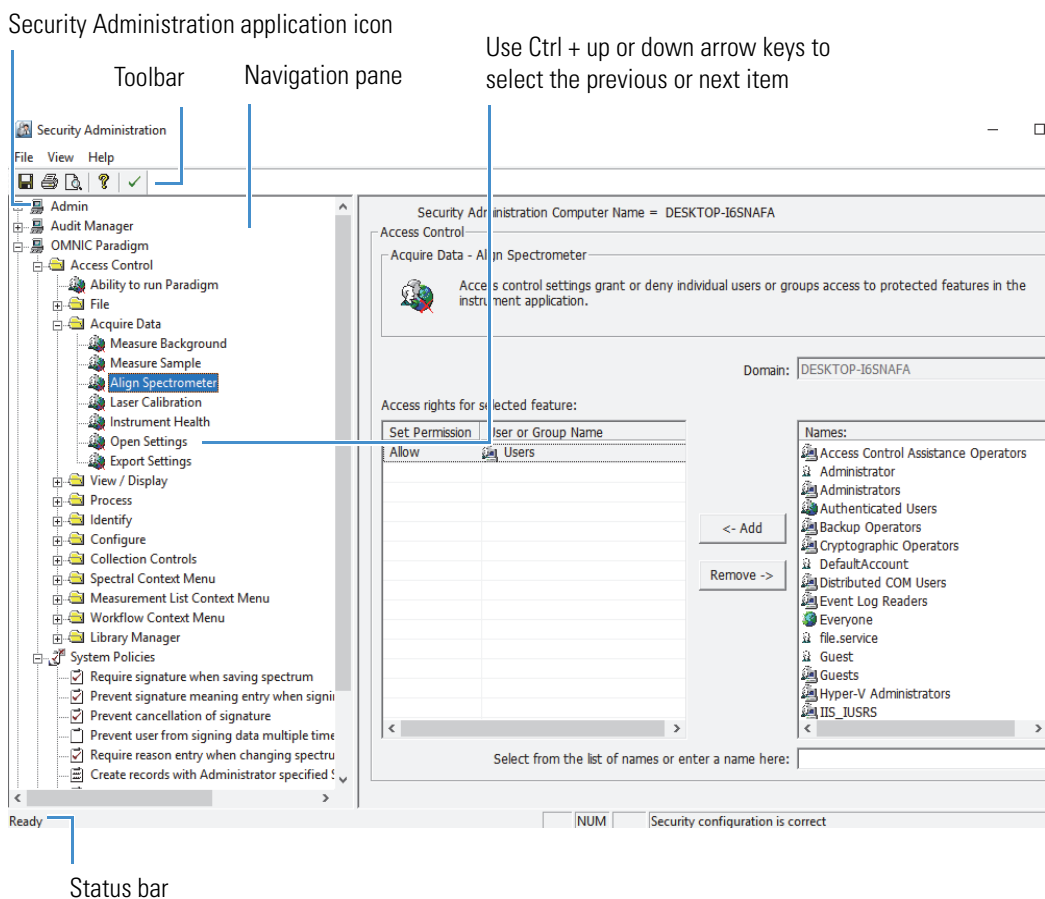 Security Administration application icon
Use Ctrl + up or down arrow keys to
select the previous or next item
Toolbar
Navigation pane
Security Administration
File View Help
Admin
Audit Manager
OMNIC Paradigm
Access Control
Ability to run Paradigm
File
Acquire Data
Measure Background
Measure Sample
Align Spectrometer
Laser Calibration
Instrument Health
Open Settings
Export Settings
View / Display
Process
Identify
Configure
Collection Controls
Spectral Context Menu
Measurement List Context Menu
Workflow Context Menu
Library Manager
System Policies
Require signature when saving spectrum
Prevent signature meaning entry when signi
Prevent cancellation of signature
Prevent user from signing data multiple time
Require reason entry when changing spectru
Create records with Administrator specified
Security Administration Computer Name = DESKTOP-I6SNAFA
Access Control
Acquire Data - Align Spectrometer
Access control settings grant or deny individual users or groups access to protected features in the
instrument application.
Domain: DESKTOP-I6SNAFA
Access rights for selected feature:
Set Permission User or Group Name
Allow Users
<- Add
Remove ->
Names:
Access Control Assistance Operators
Administrator
Administrators
Authenticated Users
Backup Operators
Cryptographic Operators
DefaultAccount
Distributed COM Users
Event Log Readers
Everyone
file.service
Guest
Guests
Hyper-V Administrators
IIS_IUSRS
Select from the list of names or enter a name here:
Ready
NUM
Security configuration is correct
Status bar